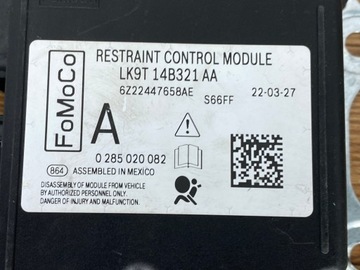 FoMoCo
RESTRAINT CONTROL MODULE
LK9T 14B321 AA
6Z22447658AE
S66FF
22-03-27
A
0 285 020 082
864 ASSEMBLED IN MEXICO
DISASSEMBLY OF MODULE FROM VEHICLE
BY AUTHORIZED PERSONNEL ONLY.
DANGER OF INJURY AND MALFUNCTION.